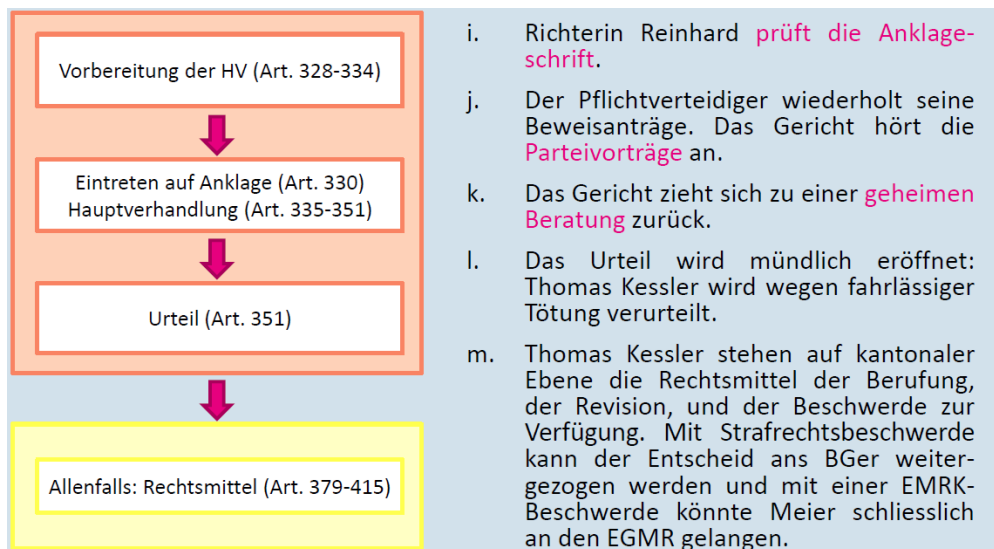 Vorbereitung der HV (Art. 328-334)
Eintreten auf Anklage (Art. 330)
Hauptverhandlung (Art. 335-351)
Urteil (Art. 351)
Allenfalls: Rechtsmittel (Art. 379-415)
i. Richterin Reinhard prüft die Anklage-
schrift.
j. Der Pflichtverteidiger wiederholt seine
Beweisanträge. Das Gericht hört die
Parteivorträge an.
k. Das Gericht zieht sich zu einer geheimen
Beratung zurück.
l. Das Urteil wird mündlich eröffnet:
Thomas Kessler wird wegen fahrlässiger
Tötung verurteilt.
m. Thomas Kessler stehen auf kantonaler
Ebene die Rechtsmittel der Berufung,
der Revision, und der Beschwerde zur
Verfügung. Mit Strafrechtsbeschwerde
kann der Entscheid ans BGer weiter-
gezogen werden und mit einer EMRK-
Beschwerde könnte Meier schliesslich
an den EGMR gelangen.